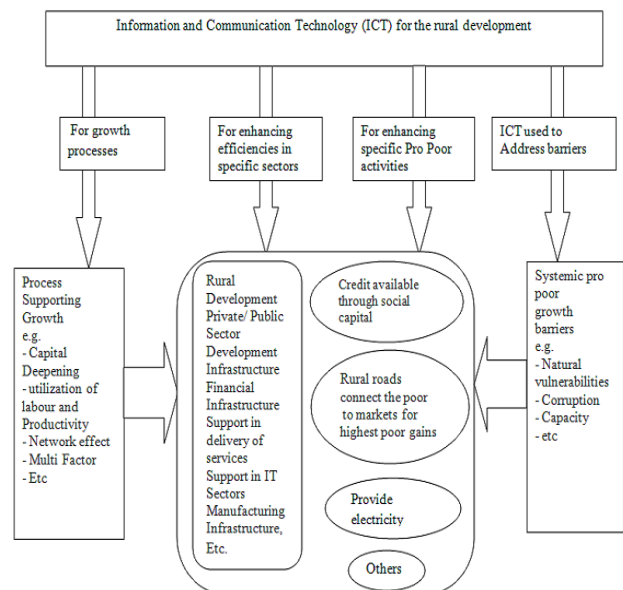 Information and Communication Technology (ICT) for the rural development
For growth
processes
For enhancing
efficiencies in
specific sectors
For enhancing
specific Pro Poor
activities
ICT used to
Address barriers
Process
Supporting
Growth
e.g.
- Capital
Deepening
- utilization of
labour and
Productivity
- Network effect
- Multi Factor
- Etc
Rural
Development
Private/ Public
Sector
Development
Infrastructure
Financial
Infrastructure
Support in
delivery of
services
Support in IT
Sectors
Manufacturing
Infrastructure,
Etc.
Credit available
through social
capital
Rural roads
connect the poor
to markets for
highest poor gains
Provide
electricity
Others
Systemic pro
poor
growth
barriers
e.g.
- Natural
vulnerabilities
- Corruption
- Capacity
- etc